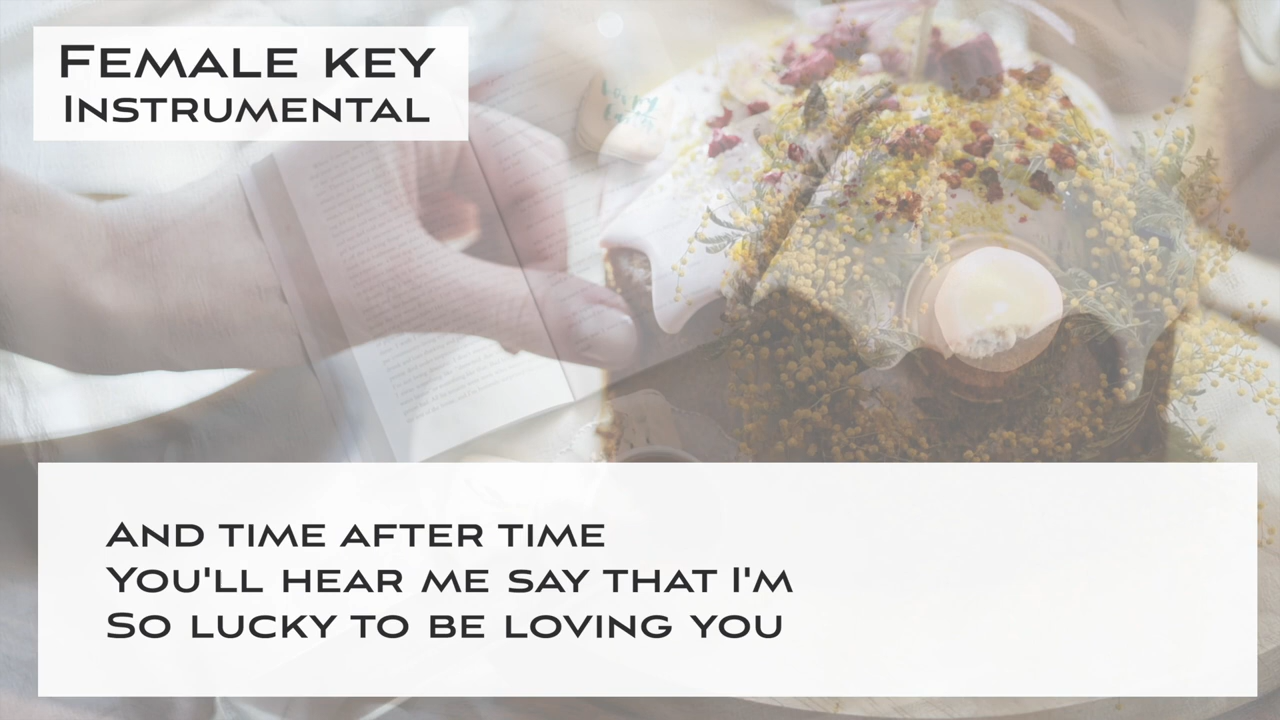 FEMALE KEY
INSTRUMENTAL
AND TIME AFTER TIME
YOU'LL HEAR ME SAY THAT I'M
SO LUCKY TO BE LOVING YOU